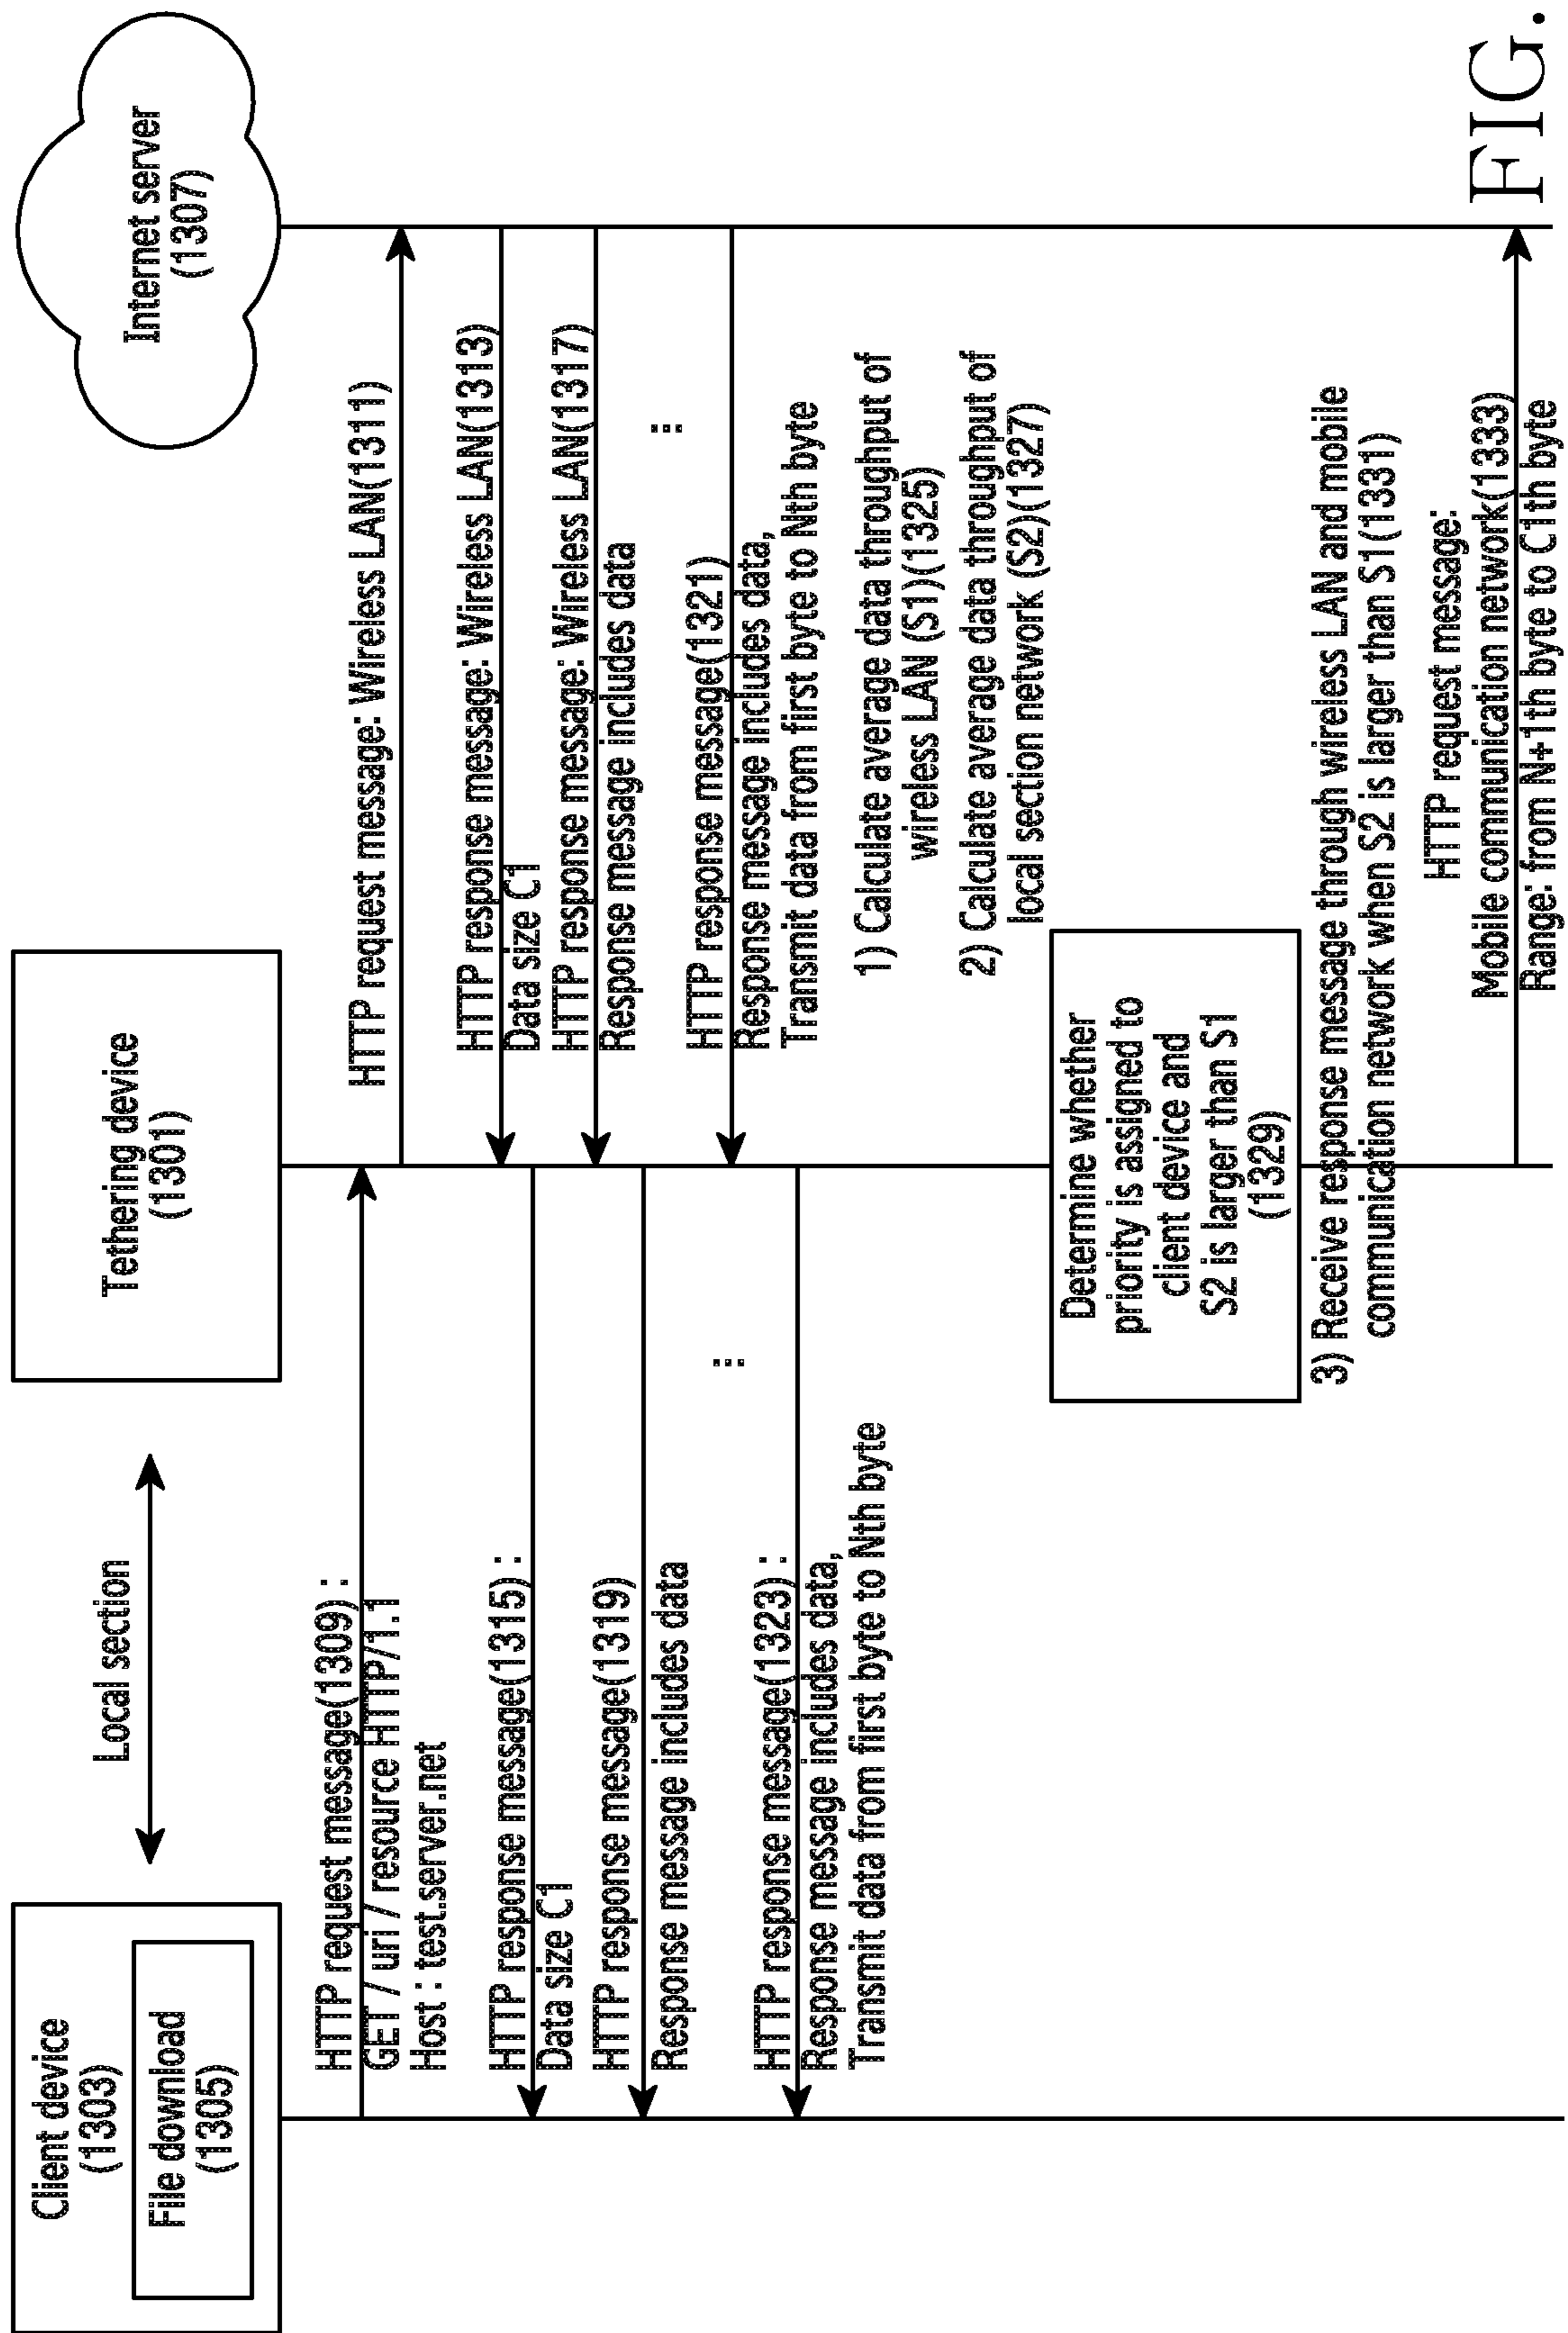 Client device
(1303)
File download
(1305)
Local section
Tethering device
(1301)
Internet server
(1307)
HTTP request message(1309) :
GET / uri / resource HTTP/1.1
Host : test.server.net
HTTP request message: Wireless LAN(1311)
HTTP response message: Wireless LAN(1313)
Data size C1
HTTP response message(1315) :
Data size C1
HTTP response message: Wireless LAN(1317)
Response message includes data
HTTP response message(1319)
Response message includes data
...
...
HTTP response message(1321)
Response message includes data,
Transmit data from first byte to Nth byte
HTTP response message(1323) :
Response message includes data,
Transmit data from first byte to Nth byte
1) Calculate average data throughput of
wireless LAN (S1)(1325)
2) Calculate average data throughput of
local section network (S2)(1327)
Determine whether
priority is assigned to
client device and
S2 is larger than S1
(1329)
3) Receive response message through wireless LAN and mobile
communication network when S2 is larger than S1(1331)
HTTP request message:
Mobile communication network(1333)
Range: from N+1th byte to C1th byte
FIG.